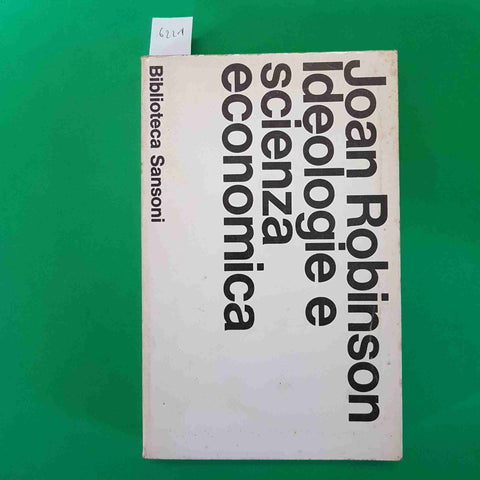 6221
Joan Robinson
Ideologie e
scienza
economica
Biblioteca Sansoni